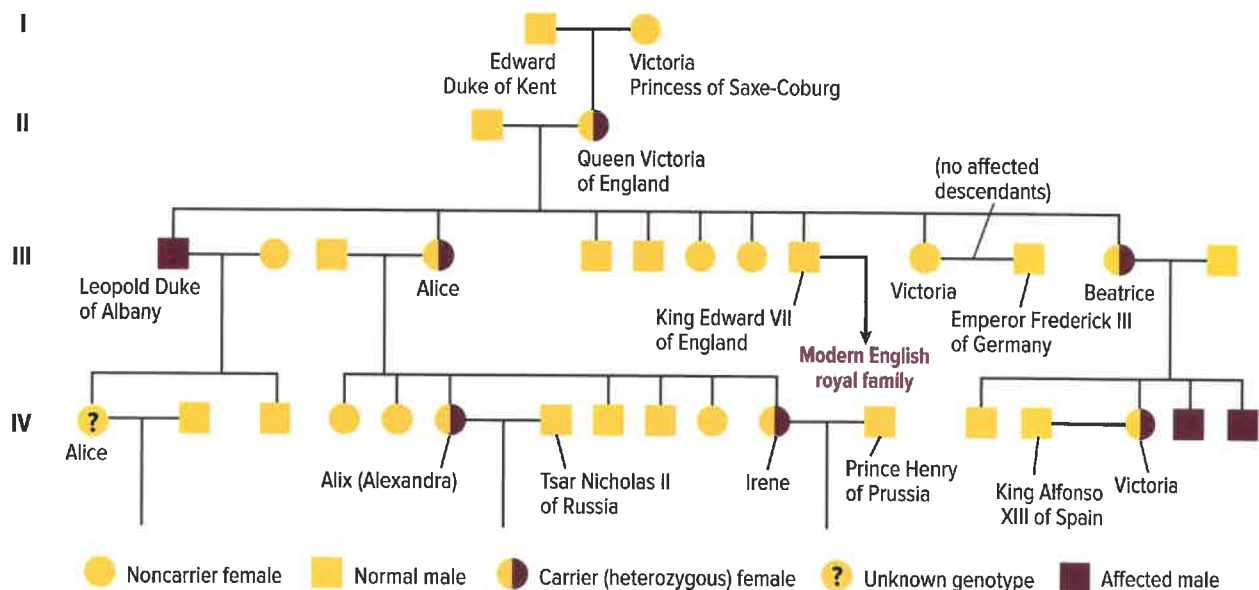 I
Edward
Duke of Kent
Victoria
Princess of Saxe-Coburg
II
Queen Victoria
of England
(no affected
descendants)
III
Leopold Duke
of Albany
Alice
King Edward VII
of England
Modern English
royal family
Victoria
Emperor Frederick III
of Germany
Beatrice
IV
?
Alice
Alix (Alexandra)
Tsar Nicholas II
of Russia
Irene
Prince Henry
of Prussia
King Alfonso
XIII of Spain
Victoria
Noncarrier female
Normal male
Carrier (heterozygous) female
? Unknown genotype
Affected male